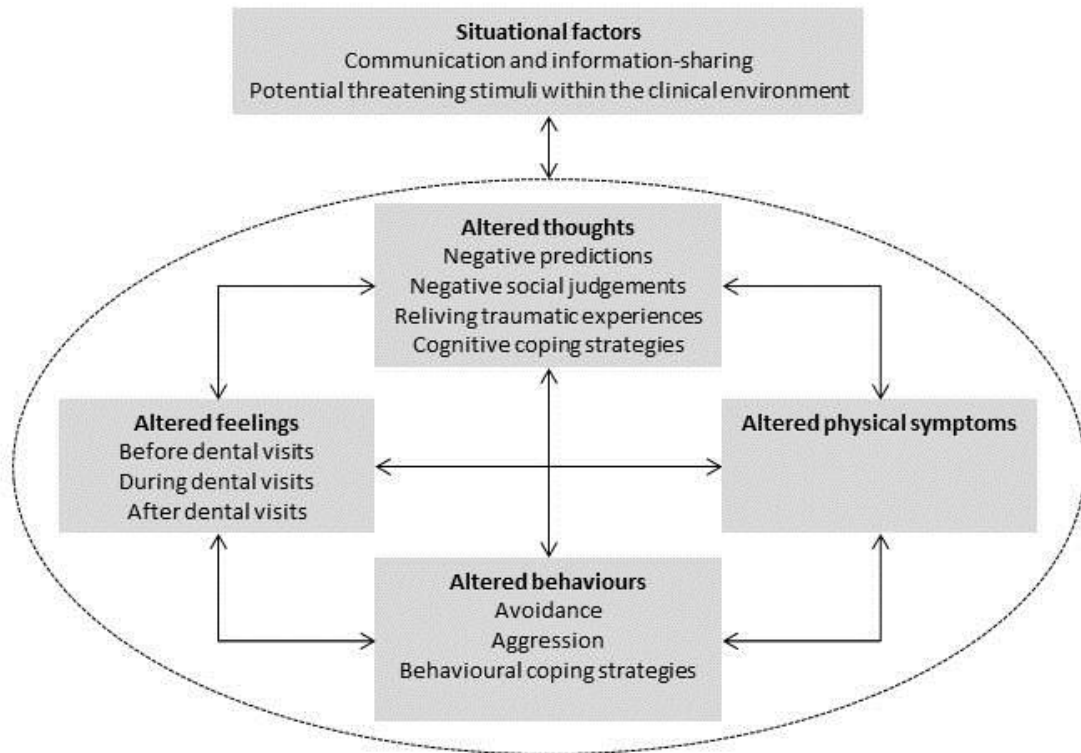 Situational factors
Communication and information-sharing
Potential threatening stimuli within the clinical environment
Altered thoughts
Negative predictions
Negative social judgements
Reliving traumatic experiences
Cognitive coping strategies
Altered feelings
Before dental visits
During dental visits
After dental visits
Altered physical symptoms
Altered behaviours
Avoidance
Aggression
Behavioural coping strategies